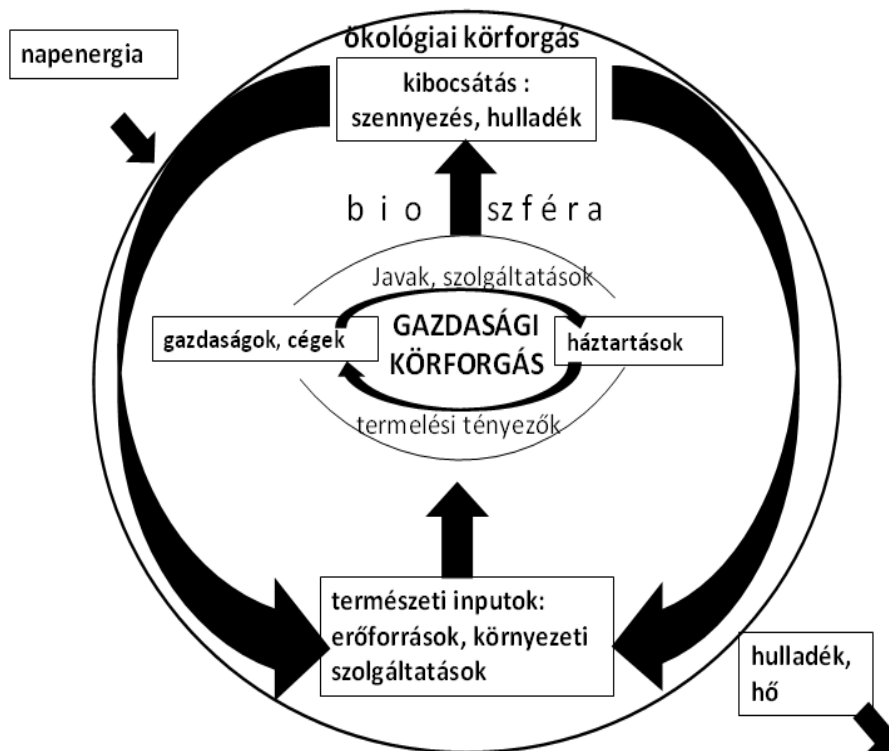 ökológiai körforgás
napenergia
kibocsátás :
szennyezés, hulladék
bio szféra
Javak, szolgáltatások
gazdaságok, cégek
GAZDASÁGI
KÖRFORGÁS
háztartások
termelési tényezők
természeti inputok:
erőforrások, környezeti
szolgáltatások
hulladék,
hő